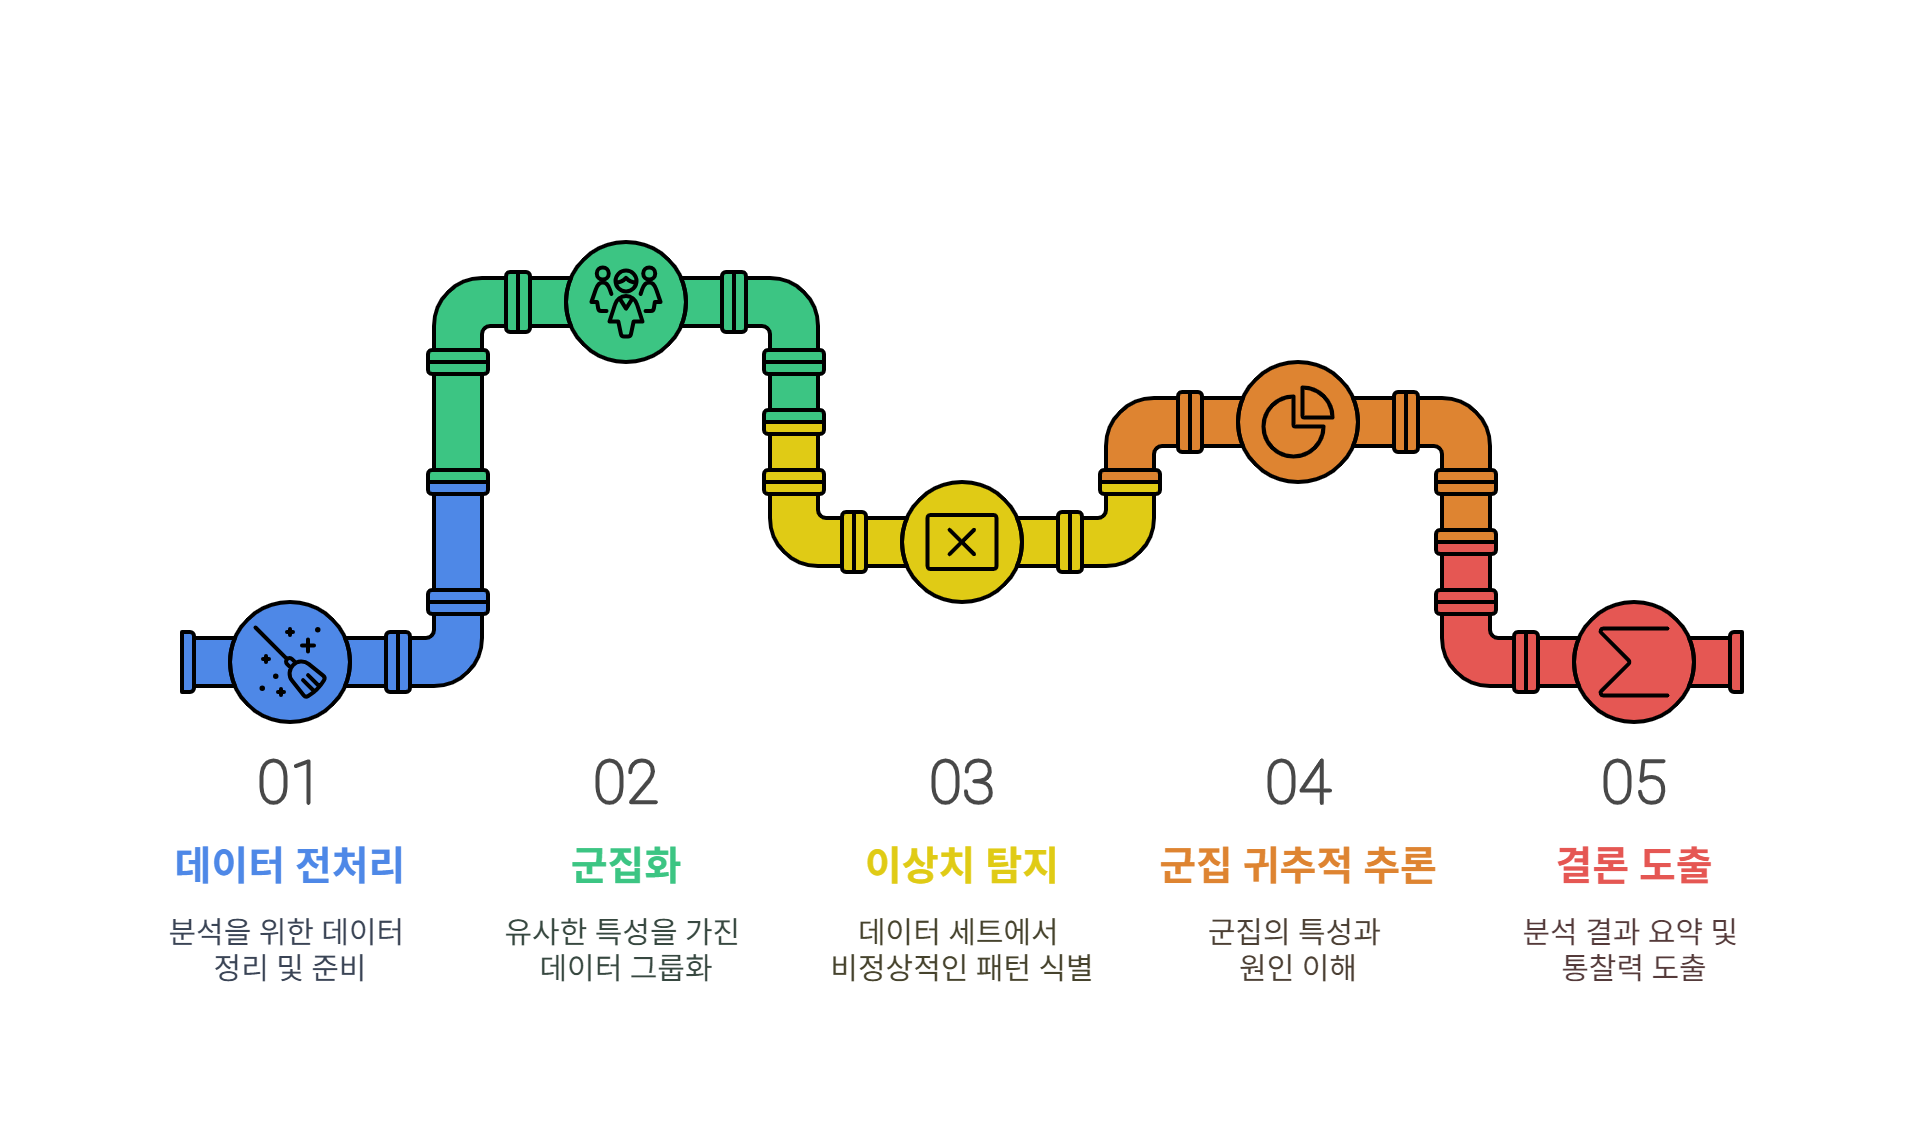 01
데이터 전처리
분석을 위한 데이터
정리 및 준비
02
군집화
유사한 특성을 가진
데이터 그룹화
03
이상치 탐지
데이터 세트에서
비정상적인 패턴 식별
04
군집 귀추적 추론
군집의 특성과
원인 이해
05
결론 도출
분석 결과 요약 및
통찰력 도출